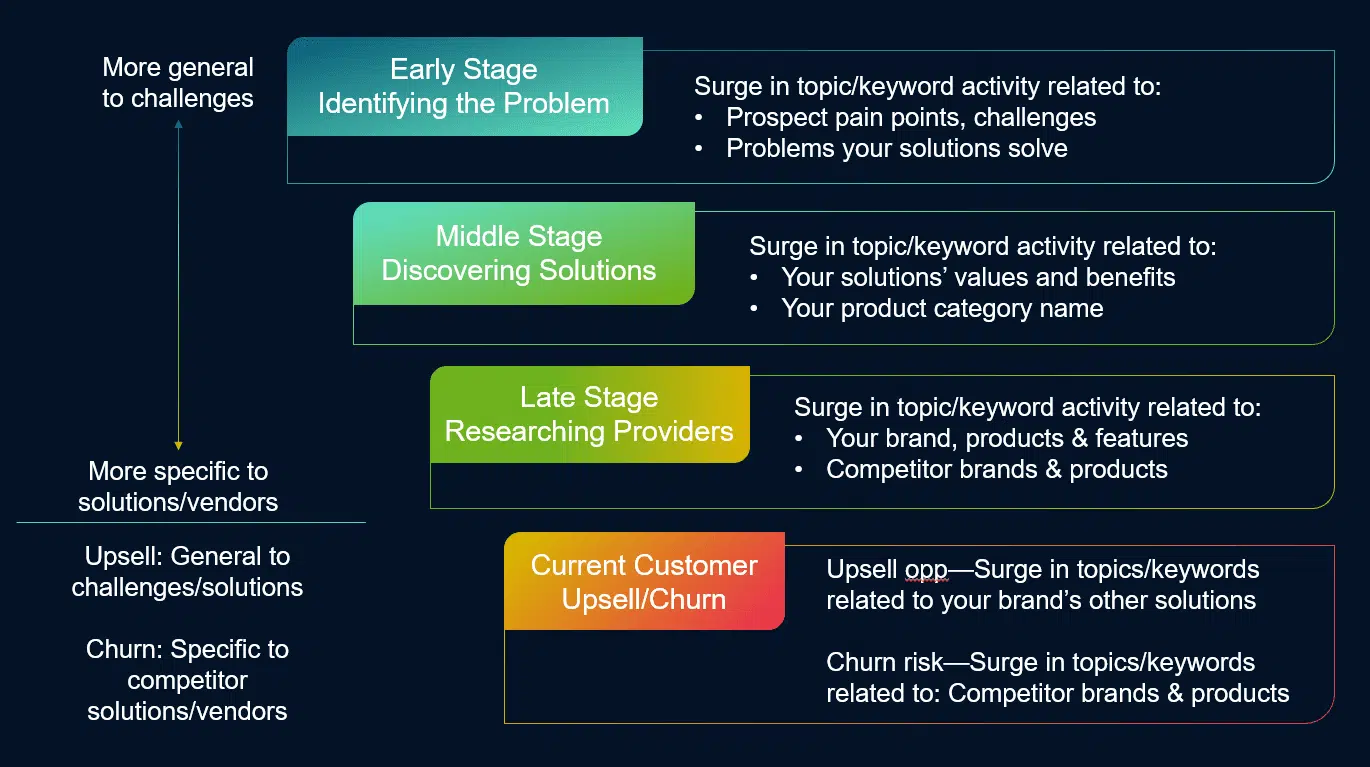 More general
to challenges
Early Stage
Identifying the Problem
Surge in topic/keyword activity related to:
• Prospect pain points, challenges
• Problems your solutions solve
Middle Stage
Discovering Solutions
Surge in topic/keyword activity related to:
• Your solutions’ values and benefits
• Your product category name
Late Stage
Researching Providers
Surge in topic/keyword activity related to:
• Your brand, products & features
• Competitor brands & products
More specific to
solutions/vendors
Upsell: General to
challenges/solutions
Churn: Specific to
competitor
solutions/vendors
Current Customer
Upsell/Churn
Upsell opp—Surge in topics/keywords
related to your brand’s other solutions
Churn risk—Surge in topics/keywords
related to: Competitor brands & products